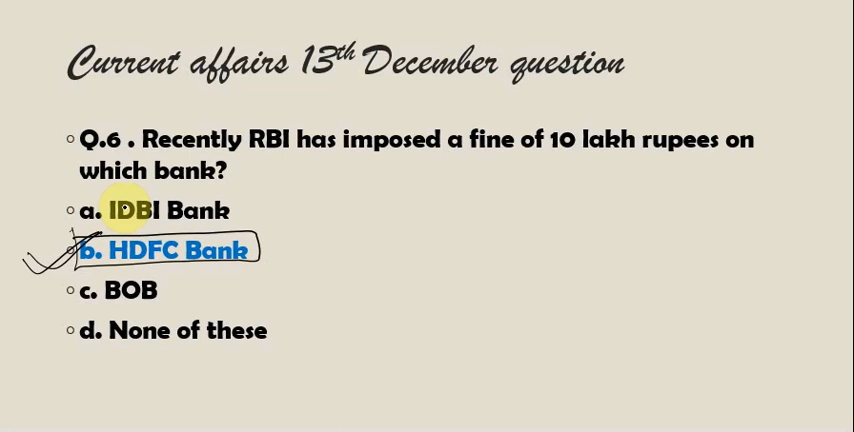 Current affairs 13th December question
Q.6 . Recently RBI has imposed a fine of 10 lakh rupees on
which bank?
a. IDBI Bank
b. HDFC Bank
c. BOB
d. None of these